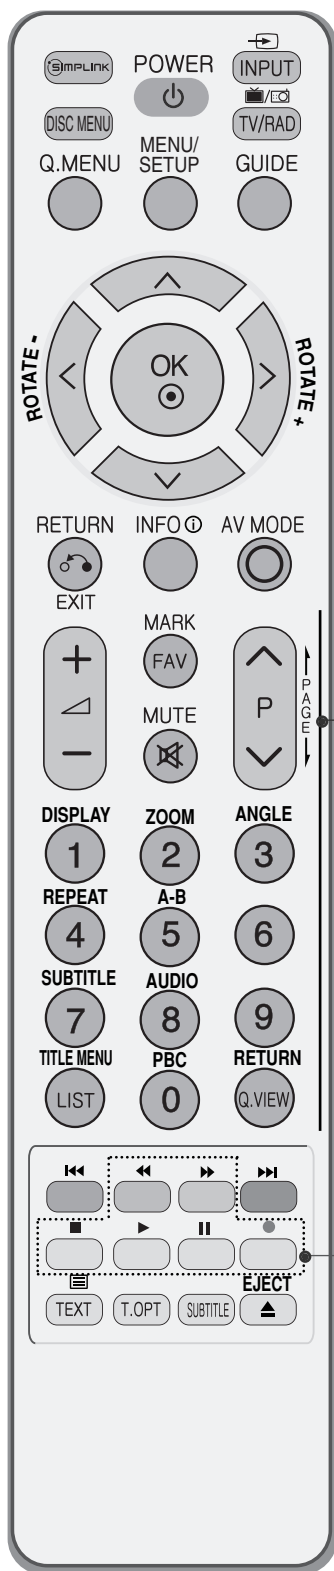 SIMPLINK POWER INPUT
DISC MENU TV/RAD
Q.MENU MENU/
SETUP GUIDE
ROTATE -
OK
ROTATE +
RETURN INFO i AV MODE
EXIT
MARK
+ FAV
P
PAGE
MUTE
-
DISPLAY ZOOM ANGLE
1 2 3
REPEAT A-B
4 5 6
SUBTITLE AUDIO
7 8 9
TITLE MENU PBC RETURN
LIST 0 Q.VIEW
EJECT
TEXT T.OPT SUBTITLE